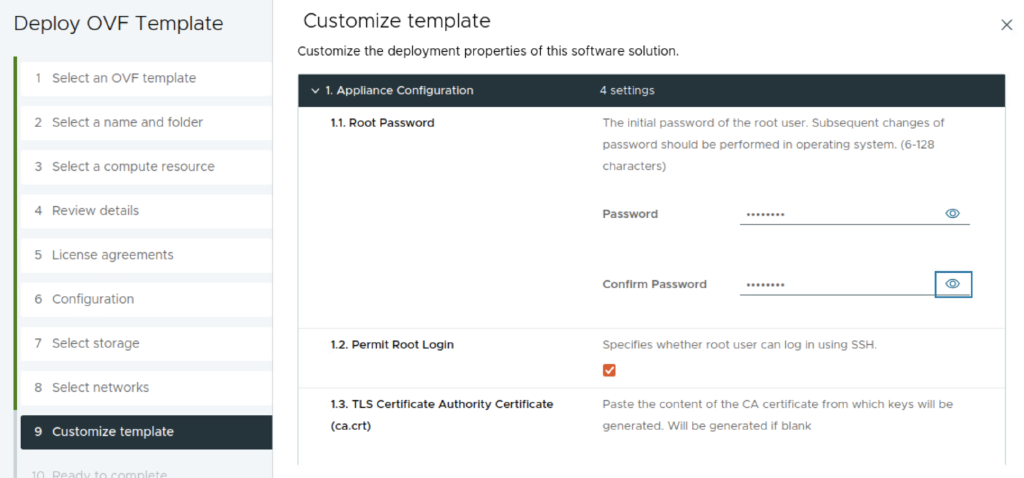 Deploy OVF Template
1 Select an OVF template
2 Select a name and folder
3 Select a compute resource
4 Review details
5 License agreements
6 Configuration
7 Select storage
8 Select networks
9 Customize template
10 Ready to complete
Customize template
Customize the deployment properties of this software solution.
1. Appliance Configuration 4 settings
1.1. Root Password
The initial password of the root user. Subsequent changes of
password should be performed in operating system. (6-128
characters)
Password ••••••••
Confirm Password ••••••••
1.2. Permit Root Login
Specifies whether root user can log in using SSH.
1.3. TLS Certificate Authority Certificate
(ca.crt)
Paste the content of the CA certificate from which keys will be
generated. Will be generated if blank